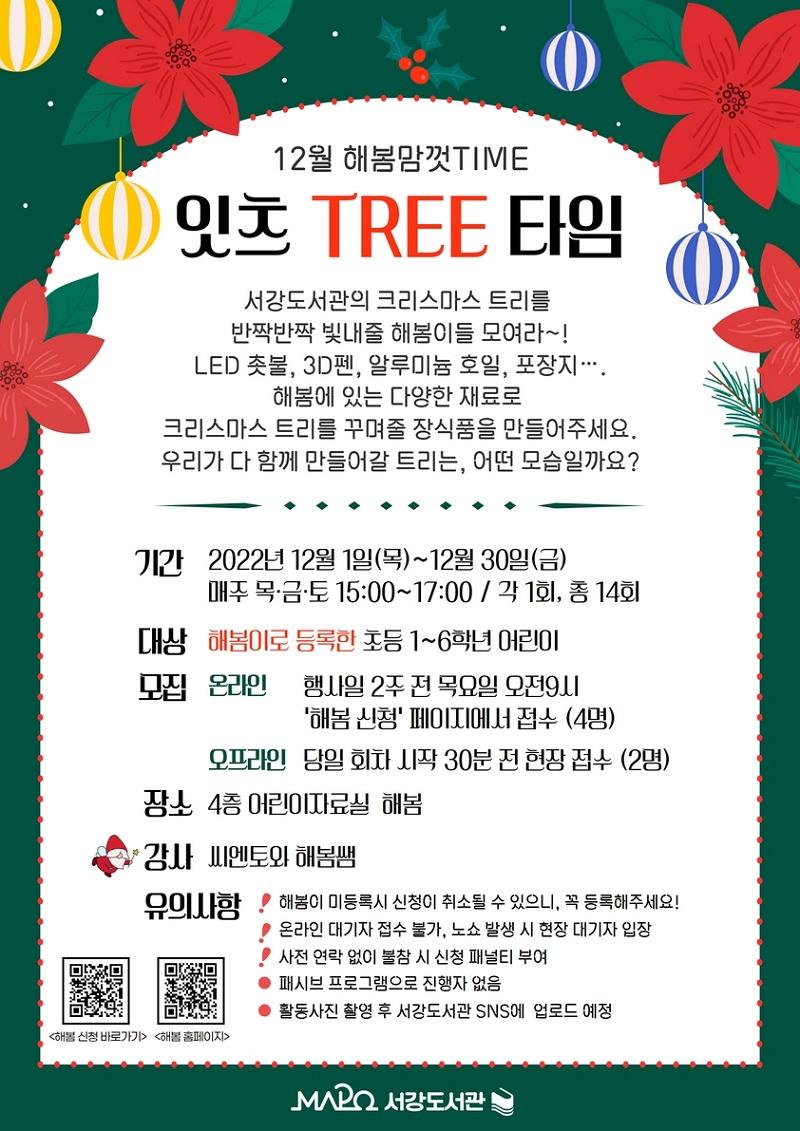 12월 해봄맘껏TIME
잇츠 TREE 타임
서강도서관의 크리스마스 트리를
반짝반짝 빛내줄 해봄이들 모여라~!
LED 촛불, 3D펜, 알루미늄 호일, 포장지….
해봄에 있는 다양한 재료로
크리스마스 트리를 꾸며줄 장식품을 만들어주세요.
우리가 다 함께 만들어갈 트리는, 어떤 모습일까요?
기간 2022년 12월 1일(목)~12월 30일(금)
매주 목·금·토 15:00~17:00 / 각 1회, 총 14회
대상 해봄이로 등록한 초등 1~6학년 어린이
모집 온라인 행사일 2주 전 목요일 오전9시
'해봄 신청' 페이지에서 접수 (4명)
오프라인 당일 회차 시작 30분 전 현장 접수 (2명)
장소 4층 어린이자료실 해봄
강사 씨엔토와 해봄쌤
유의사항 해봄이 미등록시 신청이 취소될 수 있으니, 꼭 등록해주세요!
온라인 대기자 접수 불가, 노쇼 발생 시 현장 대기자 입장
사전 연락 없이 불참 시 신청 패널티 부여
패시브 프로그램으로 진행자 없음
활동사진 촬영 후 서강도서관 SNS에 업로드 예정
<해봄 신청 바로가기> <해봄 홈페이지>
MAPO 서강도서관